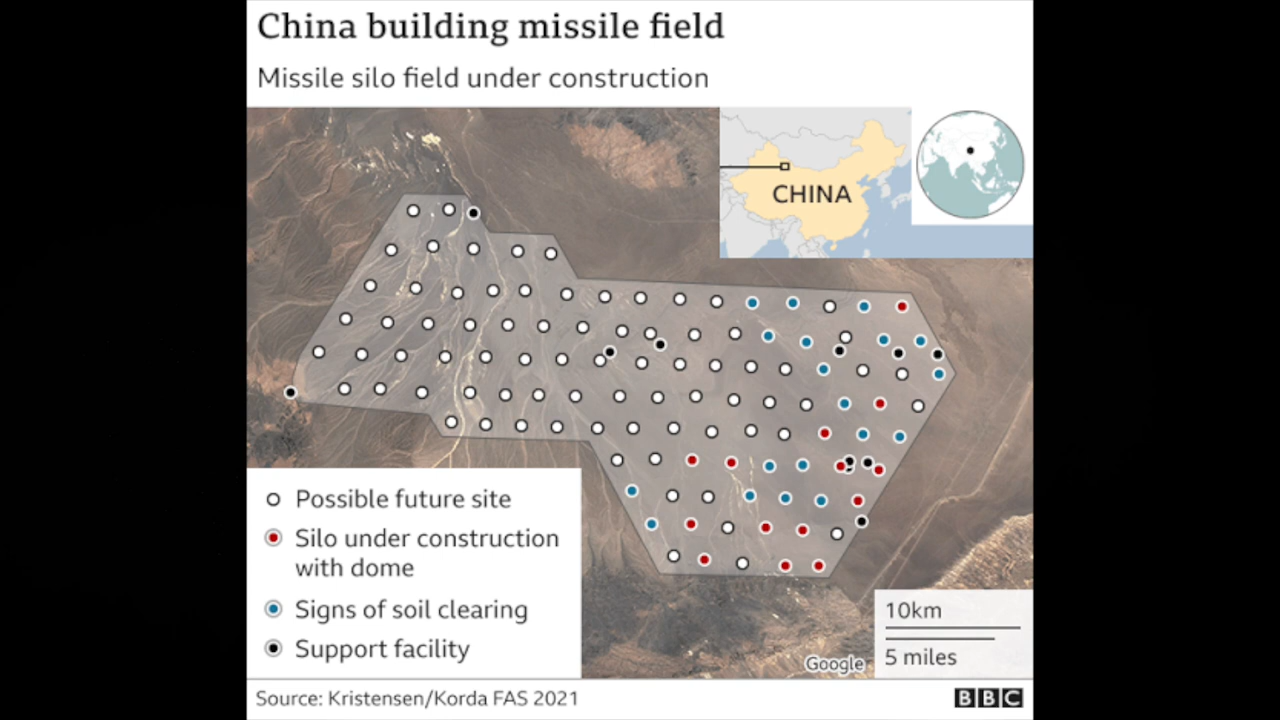 China building missile field
Missile silo field under construction
CHINA
Possible future site
Silo under construction
with dome
Signs of soil clearing
Support facility
10km
5 miles
Google
Source: Kristensen/Korda FAS 2021
BBC